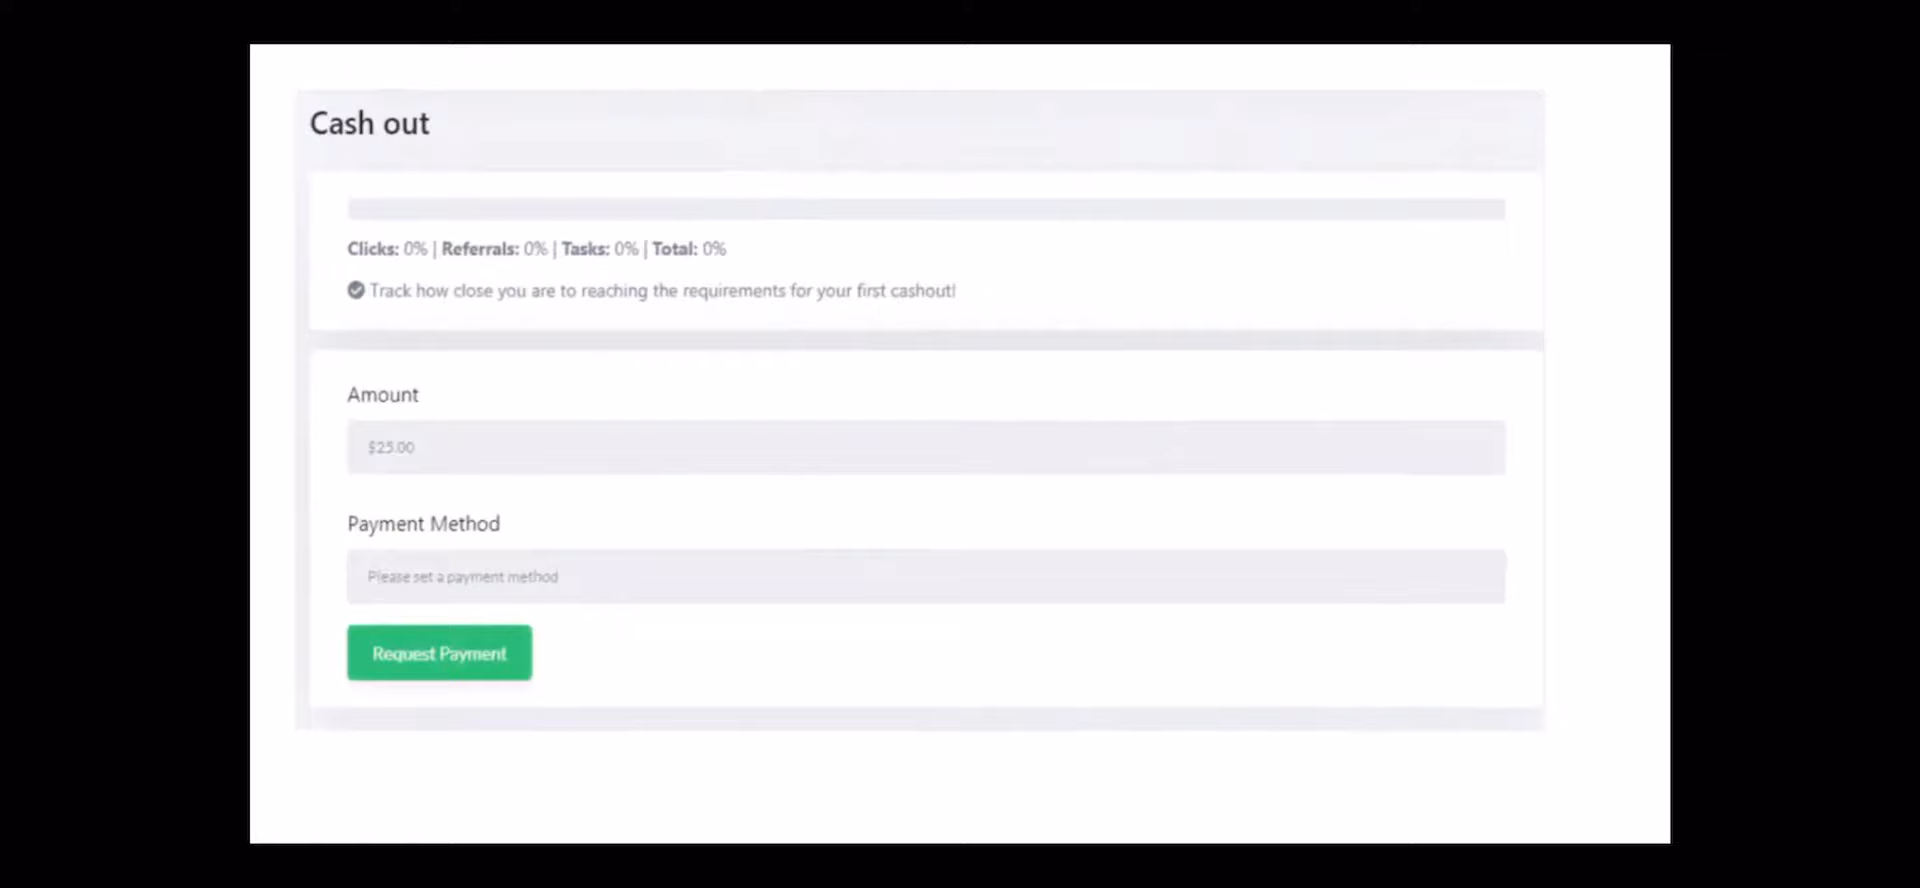 Cash out
Clicks: 0% | Referrals: 0% | Tasks: 0% | Total: 0%
Track how close you are to reaching the requirements for your first cashout!
Amount
$25.00
Payment Method
Please set a payment method
Request Payment